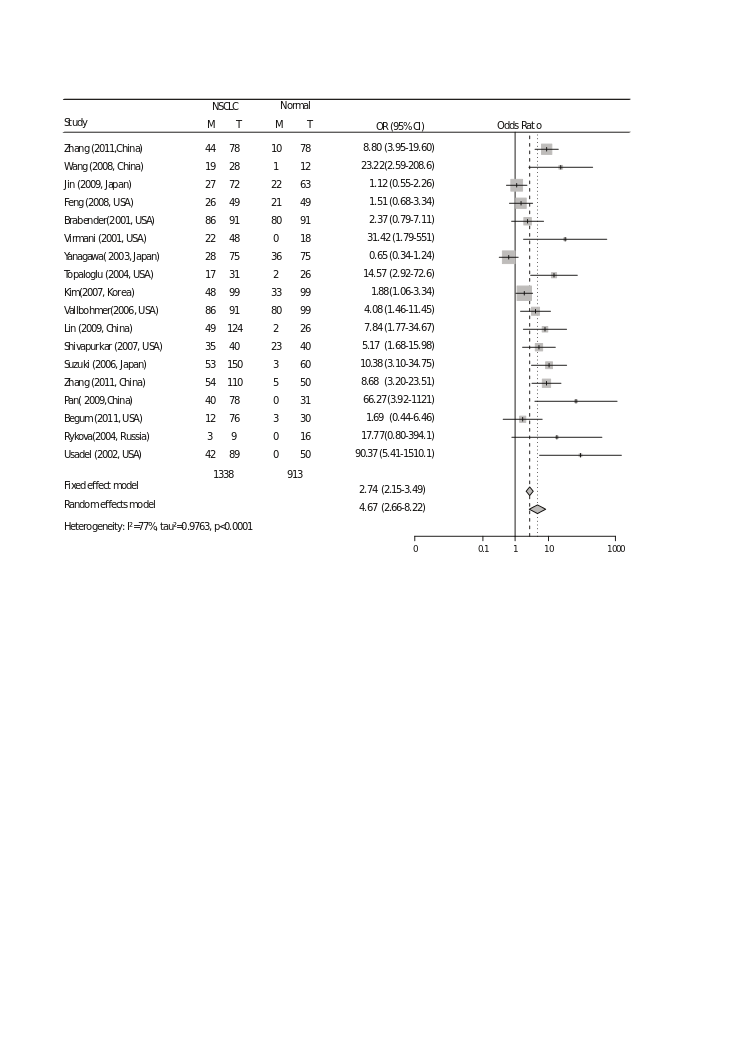 NSCLC Normal
Study M T M T OR (95% CI) Odds Ratio
Zhang (2011,China) 44 78 10 78 8.80 (3.95-19.60)
Wang (2008, China) 19 28 1 12 23.22(2.59-208.6)
Jin (2009, Japan) 27 72 22 63 1.12 (0.55-2.26)
Feng (2008, USA) 26 49 21 49 1.51 (0.68-3.34)
Brabender(2001, USA) 86 91 80 91 2.37 (0.79-7.11)
Virmani (2001, USA) 22 48 0 18 31.42 (1.79-551)
Yanagawa( 2003, Japan) 28 75 36 75 0.65 (0.34-1.24)
Topaloglu (2004, USA) 17 31 2 26 14.57 (2.92-72.6)
Kim(2007, Korea) 48 99 33 99 1.88(1.06-3.34)
Vallbohmer(2006, USA) 86 91 80 99 4.08 (1.46-11.45)
Lin (2009, China) 49 124 2 26 7.84 (1.77-34.67)
Shivapurkar (2007, USA) 35 40 23 40 5.17 (1.68-15.98)
Suzuki (2006, Japan) 53 150 3 60 10.38 (3.10-34.75)
Zhang (2011, China) 54 110 5 50 8.68 (3.20-23.51)
Pan( 2009,China) 40 78 0 31 66.27(3.92-1121)
Begum (2011, USA) 12 76 3 30 1.69 (0.44-6.46)
Rykova(2004, Russia) 3 9 0 16 17.77(0.80-394.1)
Usadel (2002, USA) 42 89 0 50 90.37(5.41-1510.1)
1338 913
Fixed effect model 2.74 (2.15-3.49)
Random effects model 4.67 (2.66-8.22)
Heterogeneity: I²=77%, tau²=0.9763, p<0.0001
0 0.1 1 10 1000